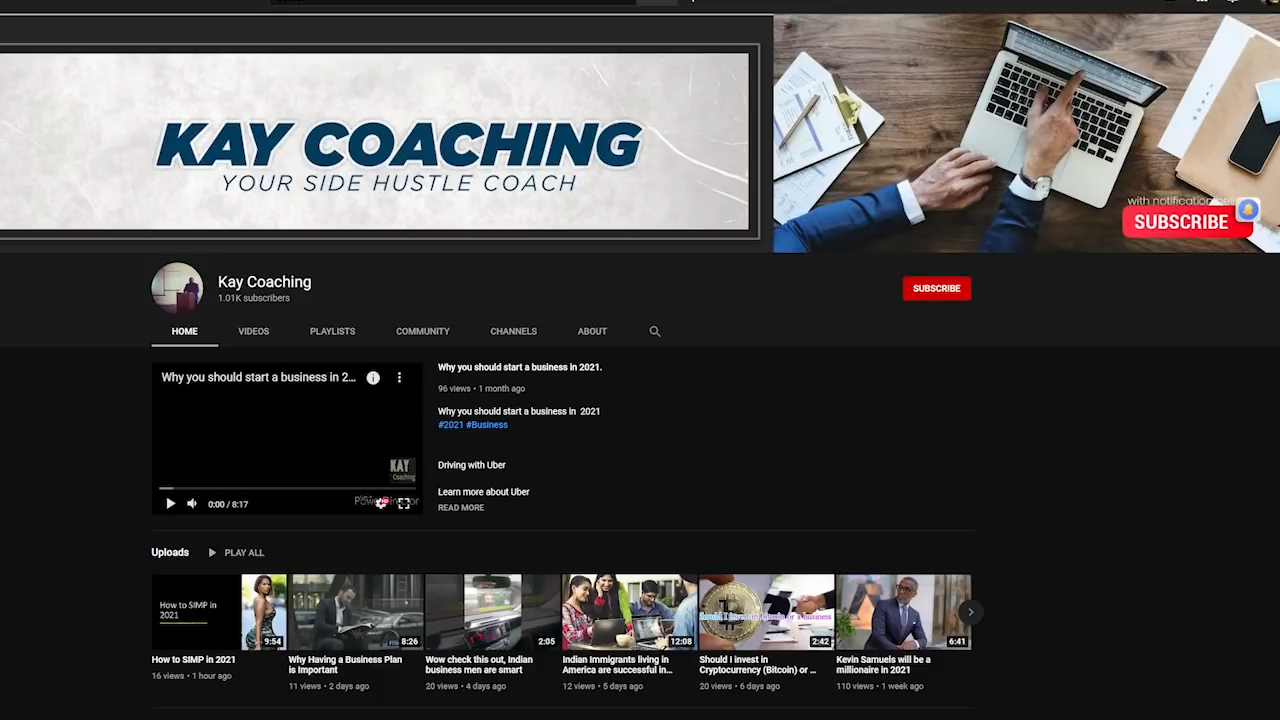 KAY COACHING
YOUR SIDE HUSTLE COACH
with notification
SUBSCRIBE
Kay Coaching
1.01K subscribers
SUBSCRIBE
HOME VIDEOS PLAYLISTS COMMUNITY CHANNELS ABOUT
Why you should start a business in 2...
Why you should start a business in 2021.
96 views • 1 month ago
Why you should start a business in 2021
#2021 #Business
KAY
Coaching
Driving with Uber
Learn more about Uber
0:00 / 8:17
READ MORE
Uploads PLAY ALL
How to SIMP in
2021
Should I invest in bitcoin or a business
9:54
8:26
2:05
12:08
2:42
6:41
How to SIMP in 2021
16 views • 1 hour ago
Why Having a Business Plan
is Important
11 views • 2 days ago
Wow check this out, Indian
business men are smart
20 views • 4 days ago
Indian Immigrants living in
America are successful in...
12 views • 5 days ago
Should I invest in
Cryptocurrency (Bitcoin) or ...
20 views • 6 days ago
Kevin Samuels will be a
millionaire in 2021
110 views • 1 week ago